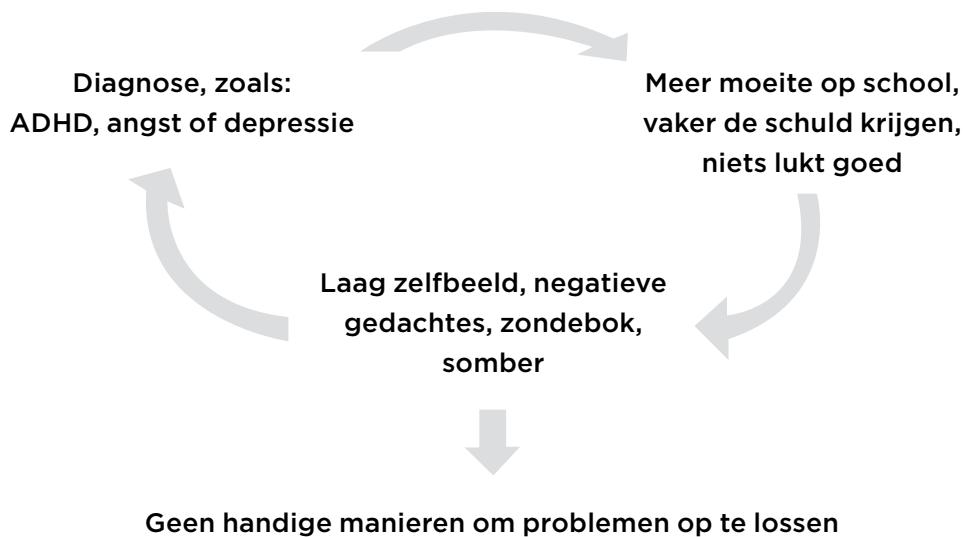 Diagnose, zoals:
ADHD, angst of depressie
Meer moeite op school,
vaker de schuld krijgen,
niets lukt goed
Laag zelfbeeld, negatieve
gedachtes, zondebok,
somber
Geen handige manieren om problemen op te lossen